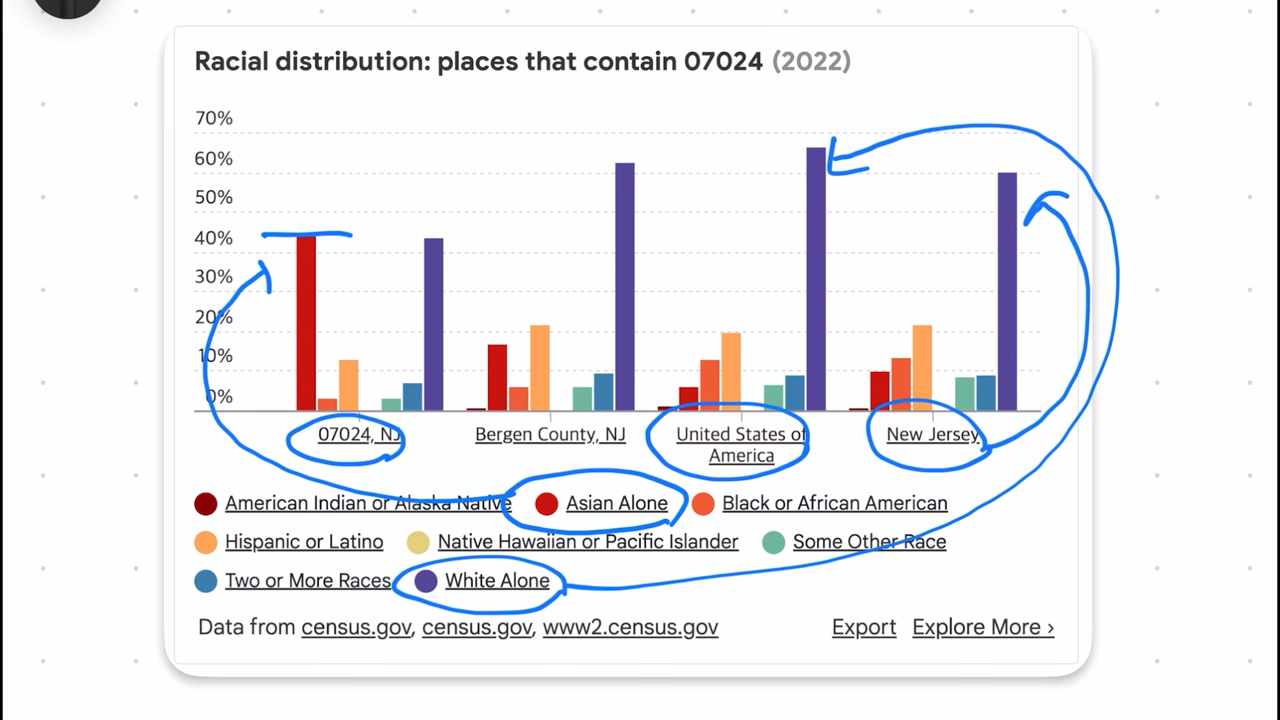 Racial distribution: places that contain 07024 (2022)
70%
60%
50%
40%
30%
20%
10%
0%
07024, NJ
Bergen County, NJ
United States of
America
New Jersey
American Indian or Alaska Native
Asian Alone
Black or African American
Hispanic or Latino
Native Hawaiian or Pacific Islander
Some Other Race
Two or More Races
White Alone
Data from census.gov, census.gov, www2.census.gov
Export
Explore More ›